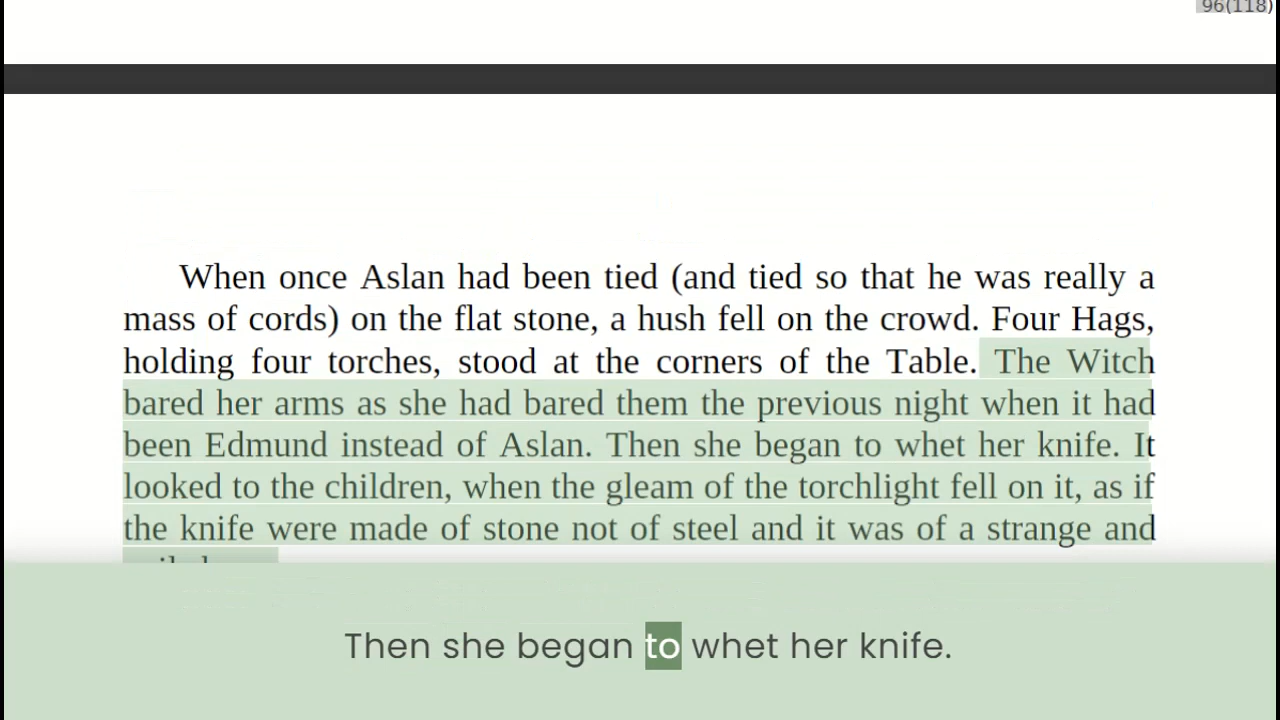 96(118)
When once Aslan had been tied (and tied so that he was really a
mass of cords) on the flat stone, a hush fell on the crowd. Four Hags,
holding four torches, stood at the corners of the Table. The Witch
bared her arms as she had bared them the previous night when it had
been Edmund instead of Aslan. Then she began to whet her knife. It
looked to the children, when the gleam of the torchlight fell on it, as if
the knife were made of stone not of steel and it was of a strange and
Then she began to whet her knife.